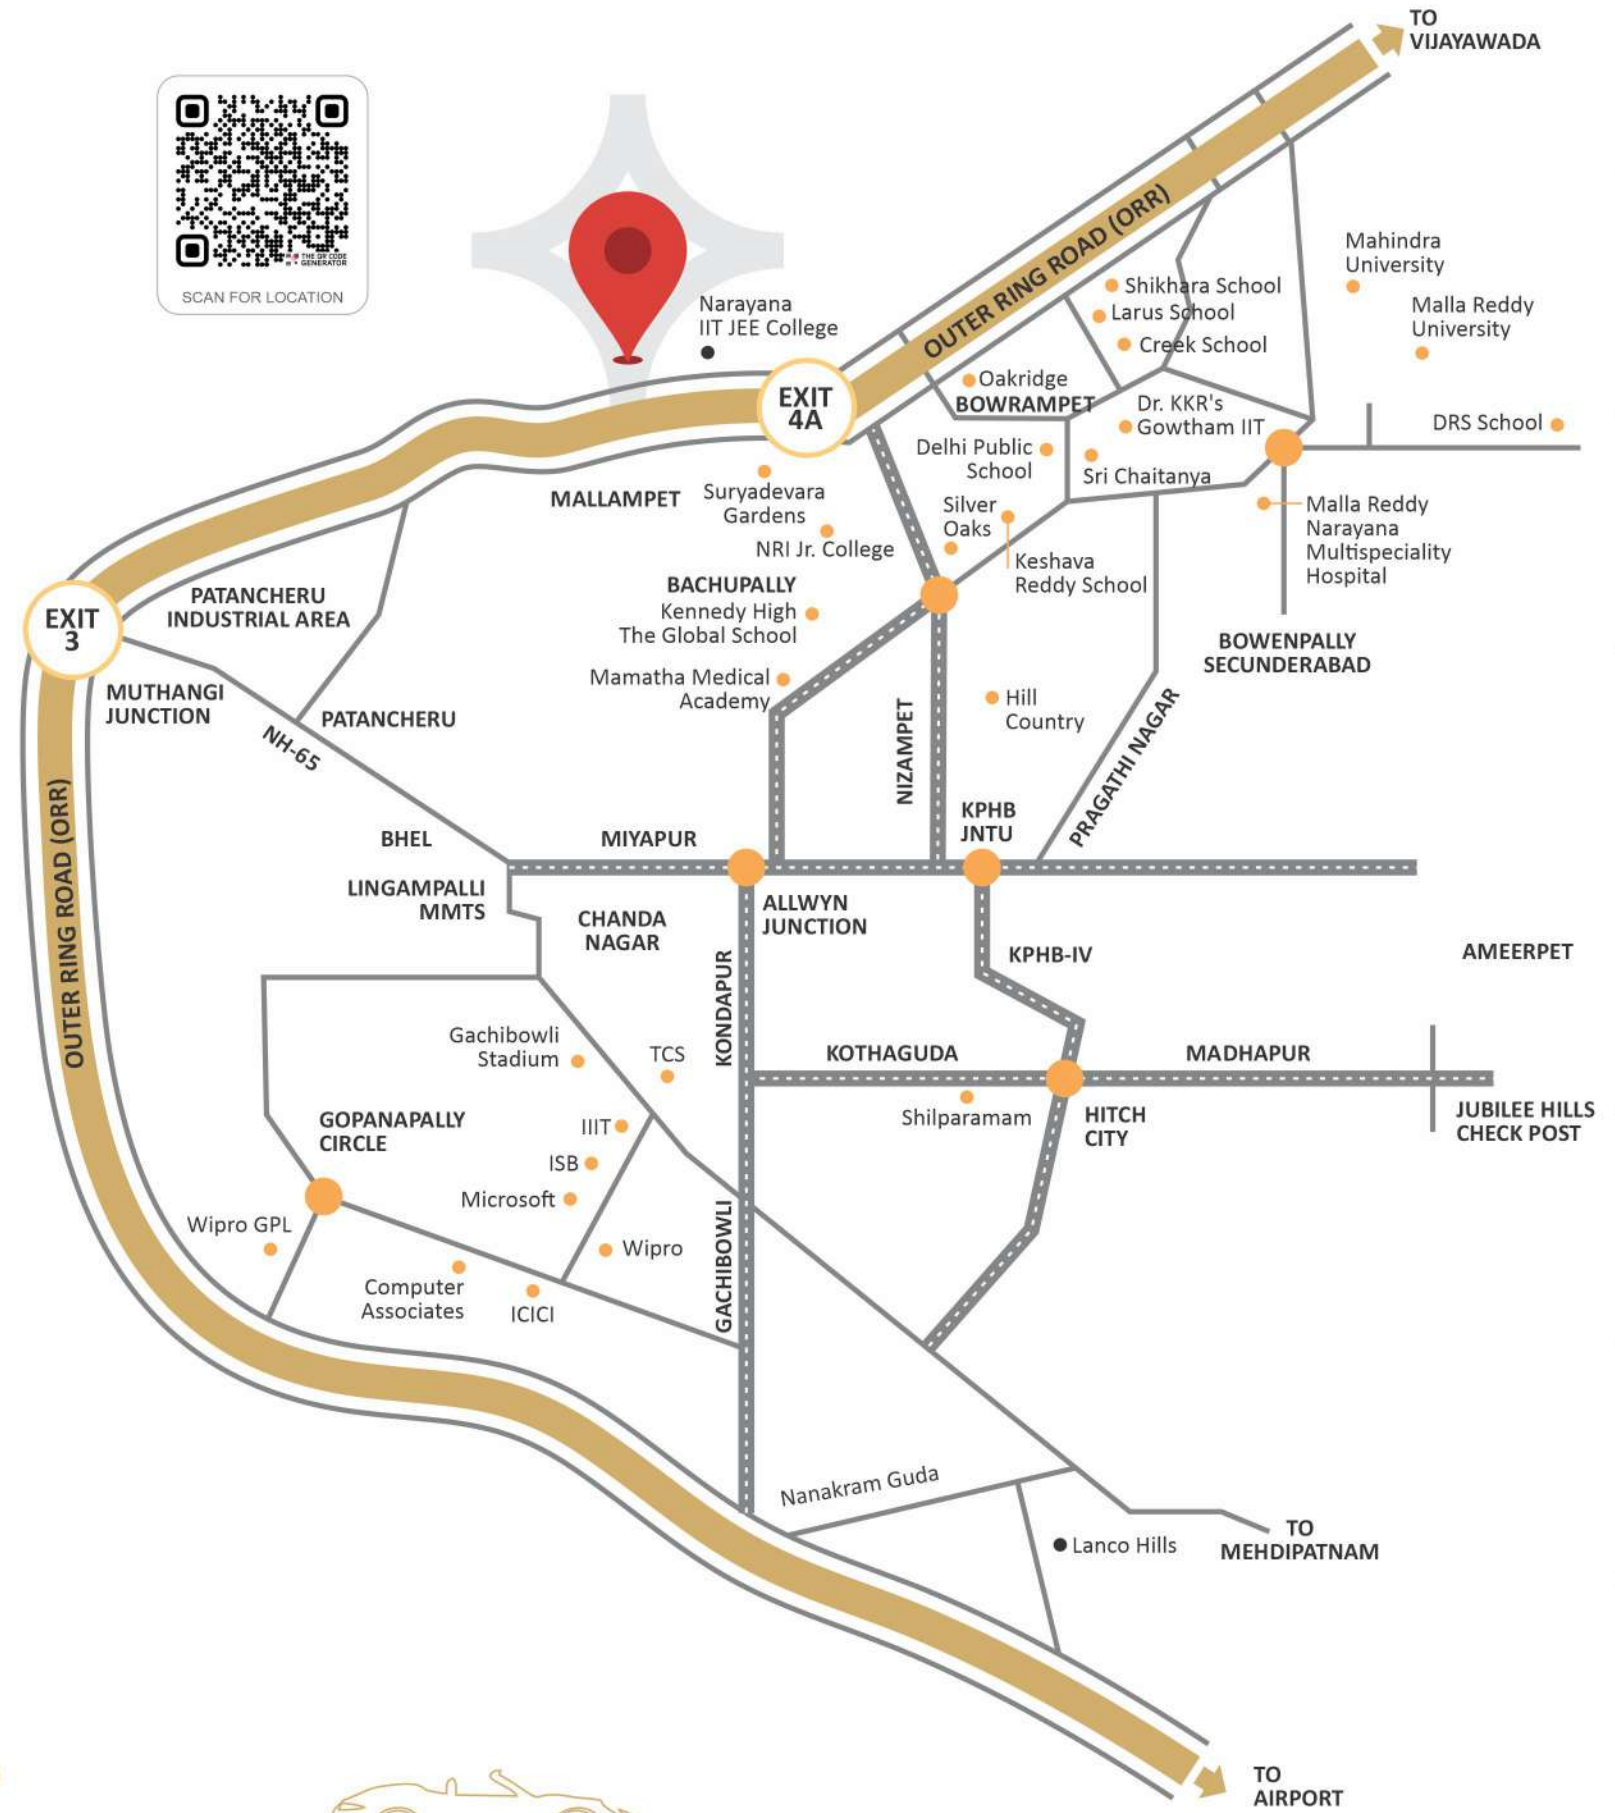 TO
VIJAYAWADA
THE QR CODE
GENERATOR
SCAN FOR LOCATION
Narayana
IIT JEE College
OUTER RING ROAD (ORR)
Mahindra
University
Malla Reddy
University
Shikhara School
Larus School
Creek School
EXIT
4A
Oakridge
BOWRAMPET
Dr. KKR's
Gowtham IIT
DRS School
Delhi Public
School
Sri Chaitanya
MALLAMPET
Suryadevara
Gardens
NRI Jr. College
Silver
Oaks
Keshava
Reddy School
Malla Reddy
Narayana
Multispeciality
Hospital
BACHUPALLY
Kennedy High
The Global School
Mamatha Medical
Academy
EXIT
3
PATANCHERU
INDUSTRIAL AREA
MUTHANGI
JUNCTION
PATANCHERU
NH-65
BOWENPALLY
SECUNDERABAD
Hill
Country
NIZAMPET
PRAGATHI NAGAR
KPHB
JNTU
BHEL
MIYAPUR
LINGAMPALLI
MMTS
CHANDA
NAGAR
ALLWYN
JUNCTION
KPHB-IV
AMEERPET
OUTER RING ROAD (ORR)
KONDAPUR
Gachibowli
Stadium
TCS
KOTHAGUDA
MADHAPUR
Shilparamam
HITCH
CITY
JUBILEE HILLS
CHECK POST
GOPANAPALLY
CIRCLE
IIIT
ISB
Microsoft
Wipro GPL
Wipro
GACHIBOWLI
Computer
Associates
ICICI
Nanakram Guda
Lanco Hills
TO
MEHDIPATNAM
TO
AIRPORT